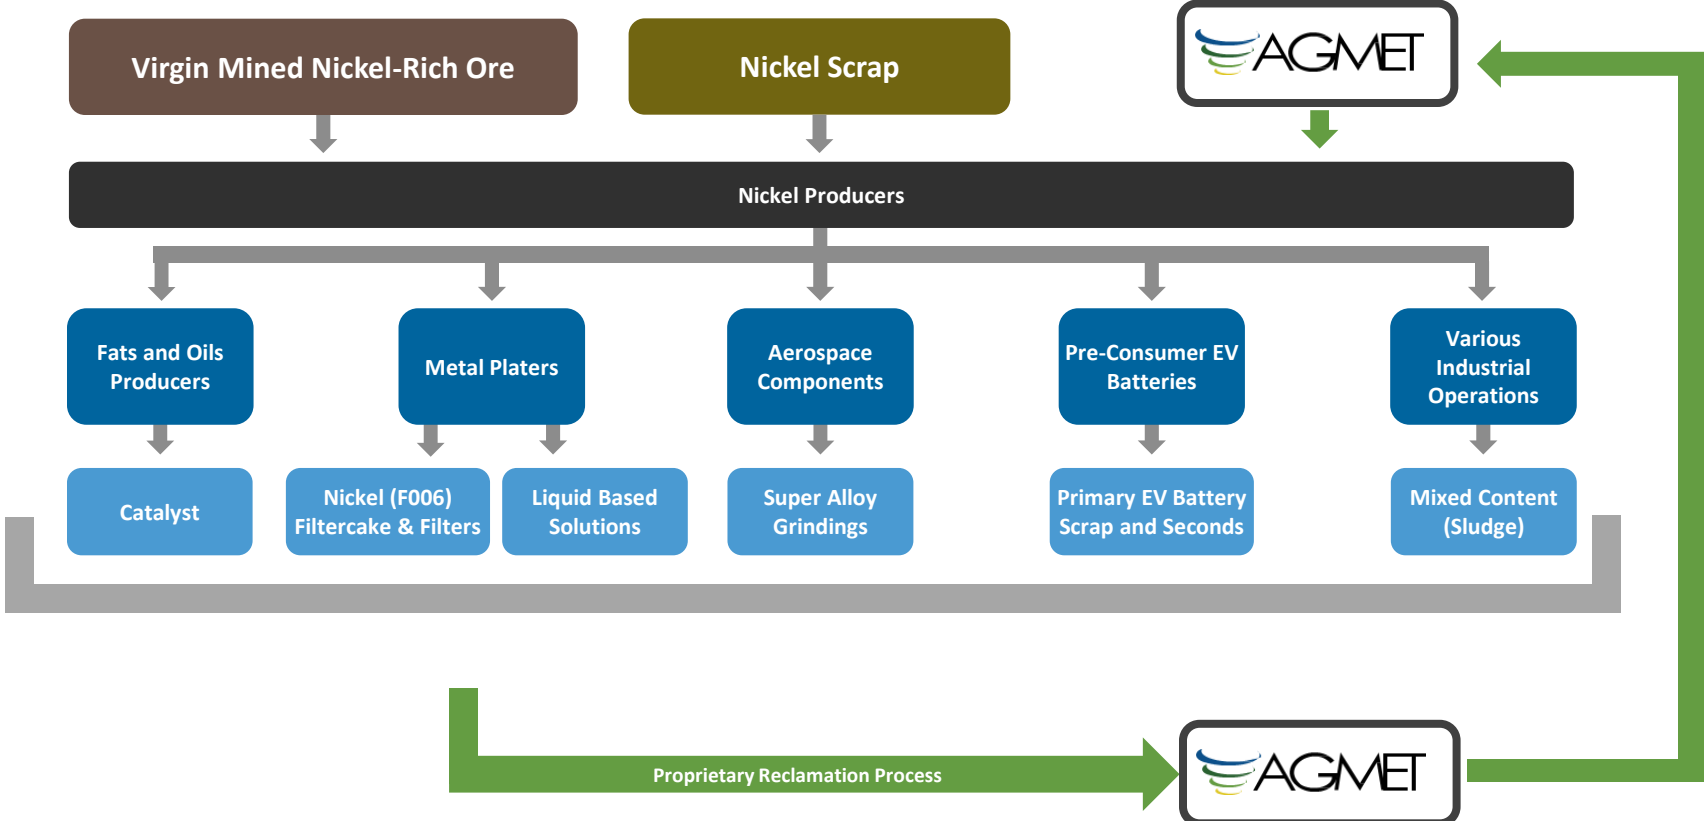 Virgin Mined Nickel-Rich Ore
Nickel Scrap
AGMET
Nickel Producers
Fats and Oils
Producers
Metal Platers
Aerospace
Components
Pre-Consumer EV
Batteries
Various
Industrial
Operations
Catalyst
Nickel (F006)
Filtercake & Filters
Liquid Based
Solutions
Super Alloy
Grindings
Primary EV Battery
Scrap and Seconds
Mixed Content
(Sludge)
Proprietary Reclamation Process
AGMET